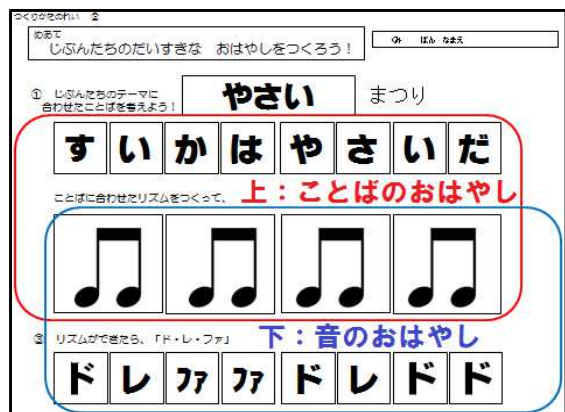 つくりかたのれい ②
めあて
じぶんたちのだいすきな おはやしをつくろう！
くみ ばん なまえ
① じぶんたちのテーマに
合わせたことばを考えよう！
やさい まつり
すいかはやさいだ
ことばに合わせたリズムをつくって、
上：ことばのおはやし
③ リズムができたら、「ド・レ・ファ」
下：音のおはやし
ドレファファドレドド